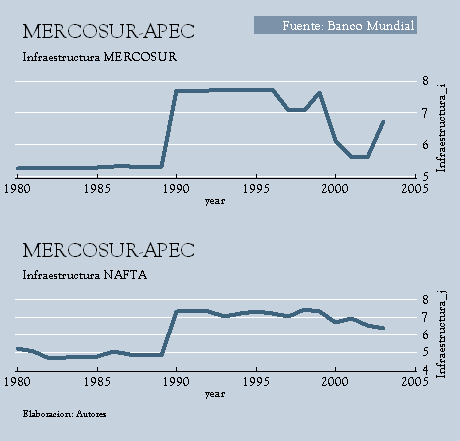 MERCOSUR-APEC
Fuente: Banco Mundial
Infraestructura MERCOSUR
8
7
6
5
Infraestructura_i
1980 1985 1990 1995 2000 2005
year
MERCOSUR-APEC
Infraestructura NAFTA
8
7
6
5
4
Infraestructura_j
1980 1985 1990 1995 2000 2005
year
Elaboracion: Autores